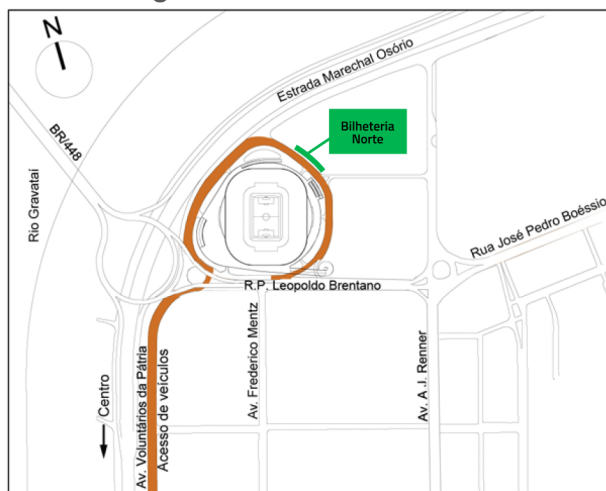 N
Estrada Marechal Osório
Bilheteria
Norte
BR/448
Rio Gravataí
Rua José Pedro Boéssio
R.P. Leopoldo Brentano
Av. Frederico Mentz
Av. A.J. Renner
Centro
Av. Voluntários da Pátria
Acesso de veículos